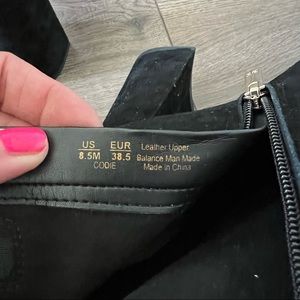 US EUR Leather Upper
8.5M 38.5 Balance Man Made
CODIE Made in China